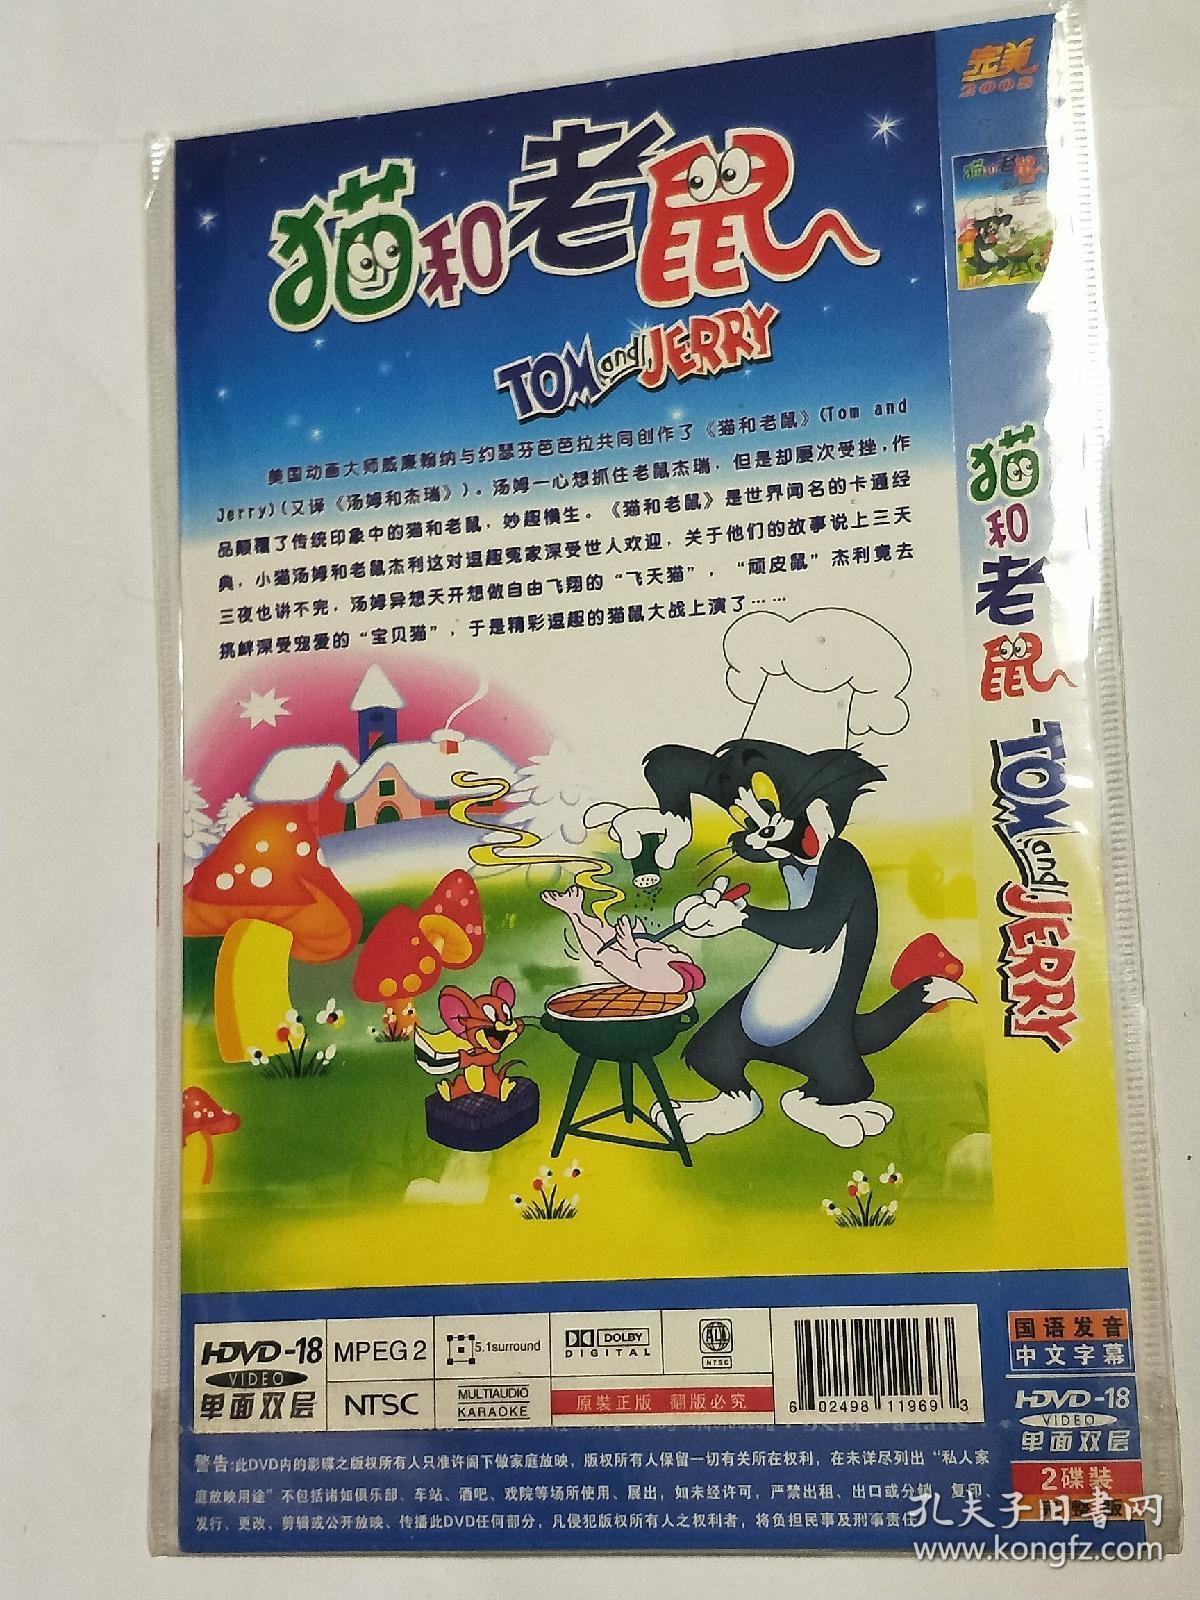 猫和老鼠
TOM and JERRY
美国动画大师威廉翰纳与约瑟芬芭芭拉共同创作了《猫和老鼠》(Tom and
Jerry)(又译《汤姆和杰瑞》)。汤姆一心想抓住老鼠杰瑞,但是却屡次受挫,作
品颠覆了传统印象中的猫和老鼠,妙趣横生。《猫和老鼠》是世界闻名的卡通经
典,小猫汤姆和老鼠杰利这对逗趣冤家深受世人欢迎,关于他们的故事说上三天
三夜也讲不完,汤姆异想天开想做自由飞翔的“飞天猫”,“顽皮鼠”杰利竟去
挑衅深受宠爱的“宝贝猫”,于是精彩逗趣的猫鼠大战上演了……
HDVD-18
VIDEO
单面双层
MPEG 2
NTSC
5.1surround
MULTIAUDIO
KARAOKE
DOLBY
DIGITAL
ALL
NTSC
原装正版 翻版必究
6 02498 11969 3
警告:此DVD内的影碟之版权所有人只准许阁下做家庭放映,版权所有人保留一切有关所在权利,在未详尽列出“私人家
庭放映用途”不包括诸如俱乐部、车站、酒吧、戏院等场所使用、展出,如未经许可,严禁出租、出口或分销、复印、
发行、更改、剪辑或公开放映、传播此DVD任何部分,凡侵犯版权所有人之权利者,将负担民事及刑事责任
完美
2008
猫和老鼠
TOM and JERRY
国语发音
中文字幕
HDVD-18
VIDEO
单面双层
2碟装
孔夫子旧书网
www.kongfz.com